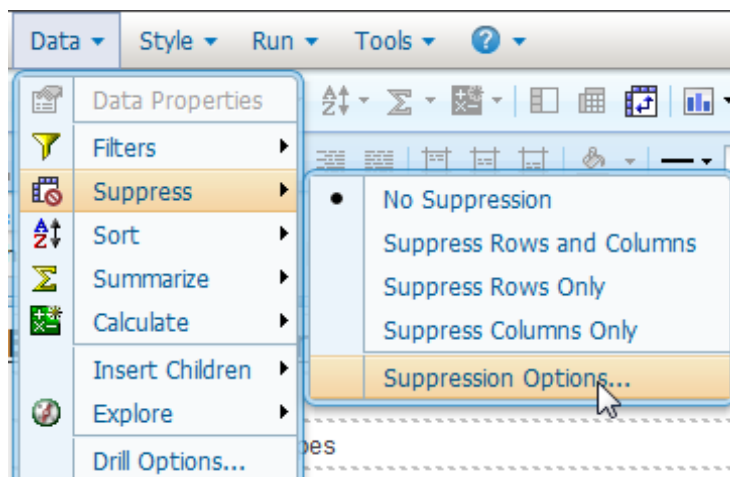 Data Style Run Tools ?
Data Properties
Filters
Suppress
No Suppression
Sort
Suppress Rows and Columns
Summarize
Suppress Rows Only
Calculate
Suppress Columns Only
Insert Children
Suppression Options...
Explore
Drill Options...